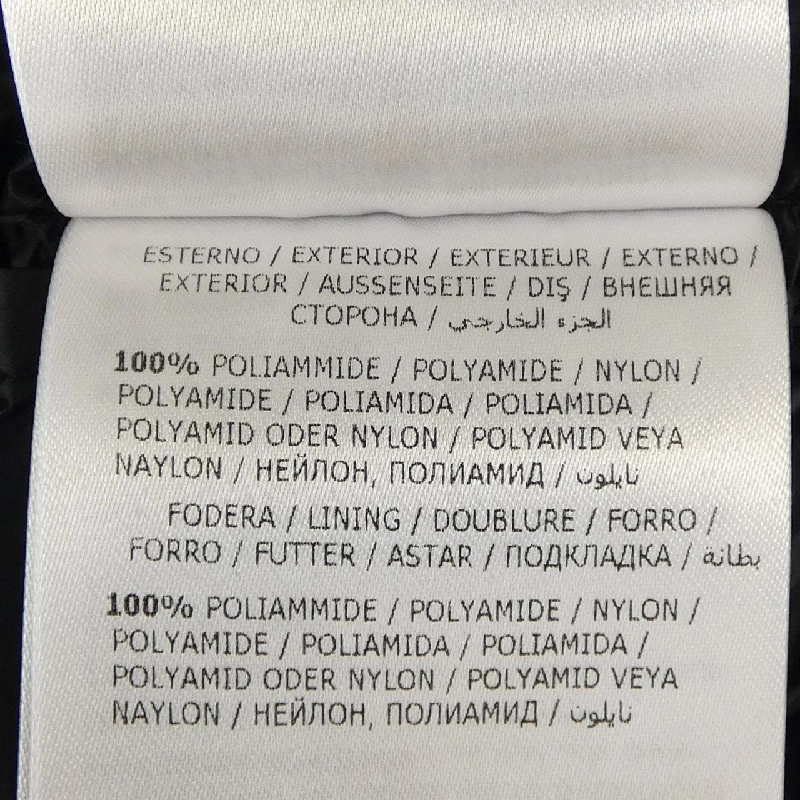 ESTERNO / EXTERIOR / EXTERIEUR / EXTERNO /
EXTERIOR / AUSSENSEITE / DIŞ / ВНЕШНЯЯ
СТОРОНА / الجزء الخارجي
100% POLIAMMIDE / POLYAMIDE / NYLON /
POLYAMIDE / POLIAMIDA / POLIAMIDA /
POLYAMID ODER NYLON / POLYAMID VEYA
NAYLON / НЕЙЛОН, ПОЛИАМИД / نايلون
FODERA / LINING / DOUBLURE / FORRO /
FORRO / FUTTER / ASTAR / ПОДКЛАДКА / بطانة
100% POLIAMMIDE / POLYAMIDE / NYLON /
POLYAMIDE / POLIAMIDA / POLIAMIDA /
POLYAMID ODER NYLON / POLYAMID VEYA
NAYLON / НЕЙЛОН, ПОЛИАМИД / نايلون